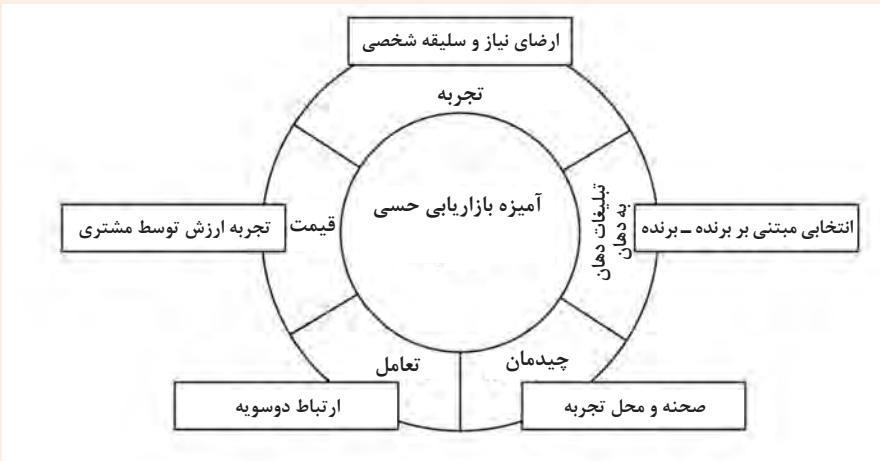 ارضای نیاز و سلیقه شخصی
تجربه
آمیزه بازاریابی حسی
تبلیغات دهان
به دهان
انتخابی مبتنی بر برنده ـ برنده
قیمت
تجربه ارزش توسط مشتری
چیدمان
تعامل
صحنه و محل تجربه
ارتباط دوسویه